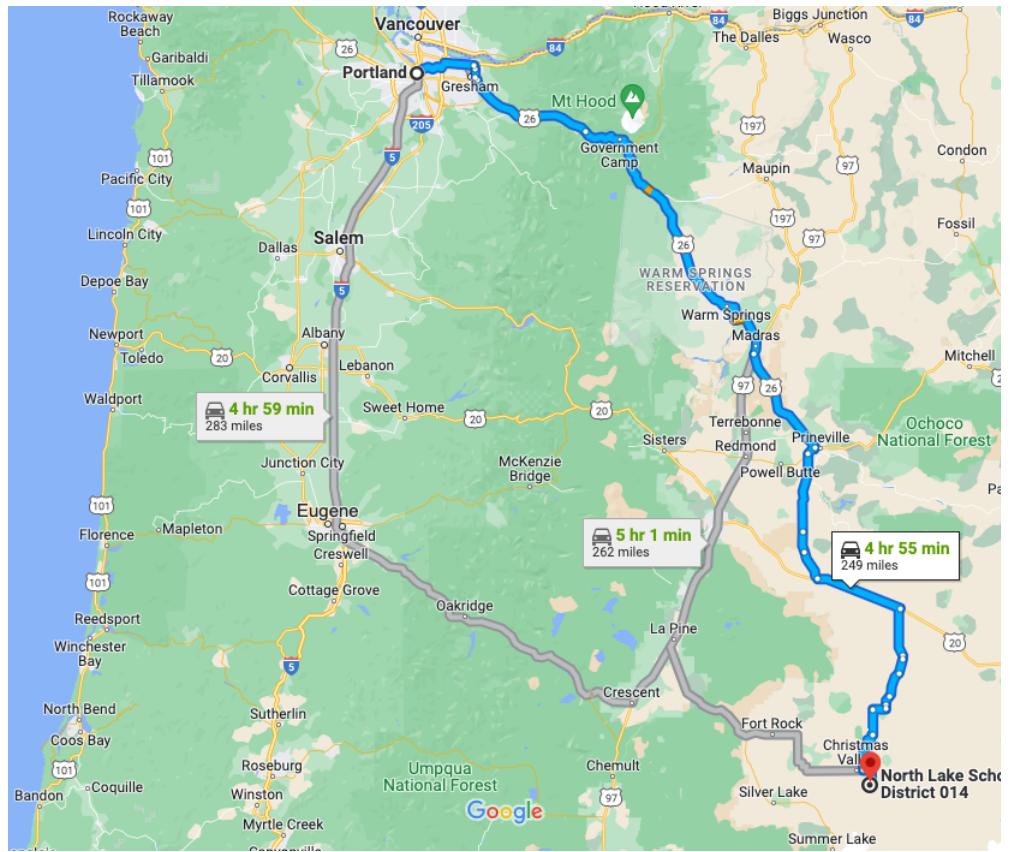 Rockaway
Beach
Vancouver
84
Biggs Junction
84
The Dalles
Wasco
26
84
Garibaldi
Portland
Tillamook
Gresham
Mt Hood
26
205
197
Government
Camp
Condon
5
101
Maupin
97
Pacific City
101
197
Fossil
Lincoln City
Salem
26
97
Dallas
WARM SPRINGS
RESERVATION
Depoe Bay
5
Warm Springs
Newport
Albany
Madras
Toledo
20
Mitchell
Corvallis
Lebanon
97
26
Waldport
4 hr 59 min
283 miles
Sweet Home
20
20
Terrebonne
Ochoco
National Forest
Sisters
Redmond
Prineville
Junction City
McKenzie
Bridge
Powell Butte
101
Eugene
Mapleton
Springfield
Florence
Creswell
5 hr 1 min
262 miles
4 hr 55 min
249 miles
101
Cottage Grove
Oakridge
Reedsport
La Pine
20
Winchester
Bay
5
Crescent
North Bend
Sutherlin
Fort Rock
Coos Bay
Christmas
Vall
101
Roseburg
Umpqua
National Forest
Chemult
North Lake Scho
District 014
Coquille
Winston
Silver Lake
Bandon
Google
97
Myrtle Creek
Summer Lake